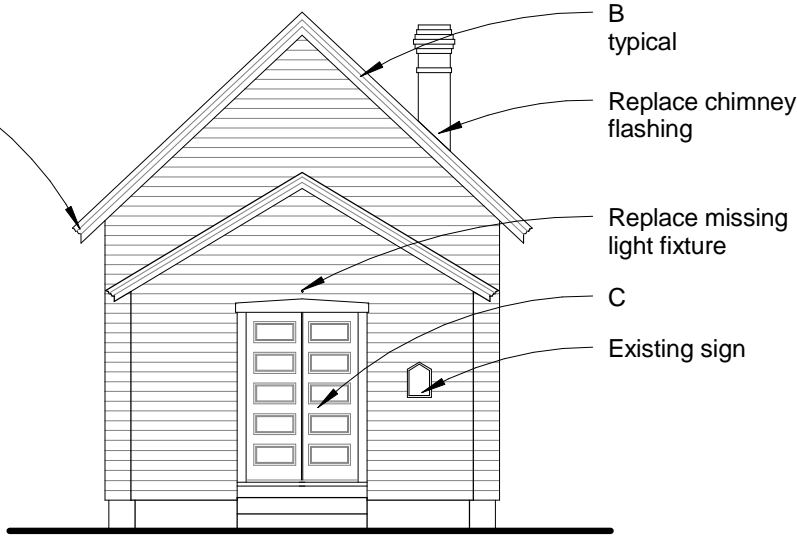 B
typical
Replace chimney
flashing
Replace missing
light fixture
C
Existing sign